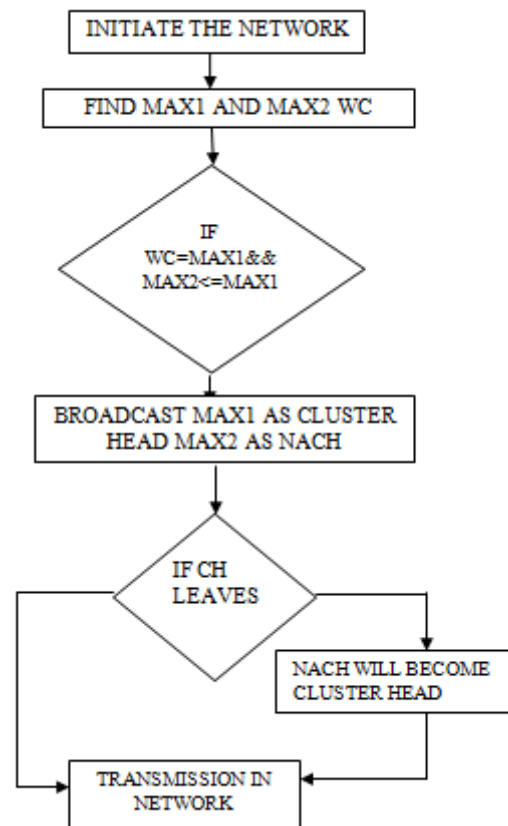 INITIATE THE NETWORK
FIND MAX1 AND MAX2 WC
IF
WC=MAX1&&
MAX2<=MAX1
BROADCAST MAX1 AS CLUSTER
HEAD MAX2 AS NACH
IF CH
LEAVES
NACH WILL BECOME
CLUSTER HEAD
TRANSMISSION IN
NETWORK